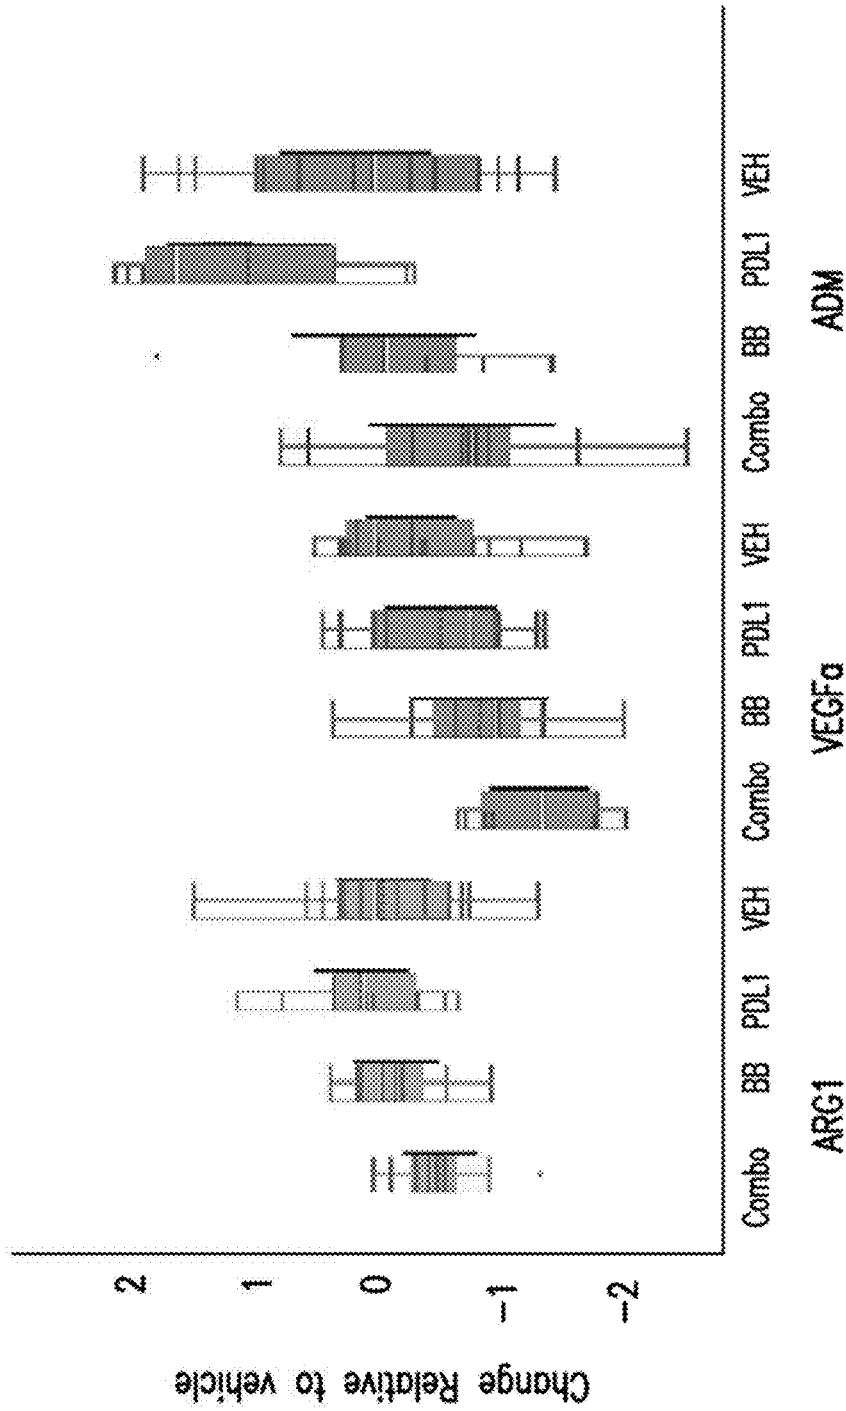 Change Relative to vehicle
2
1
0
-1
-2
Combo BB PDL1 VEH Combo BB PDL1 VEH Combo BB PDL1 VEH
ARG1 VEGFα ADM